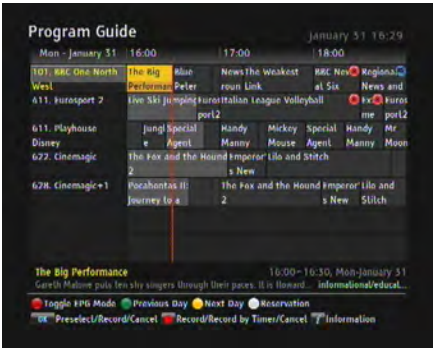 Program Guide
January 31 16:29
Mon - January 31 16:00 17:00 18:00
101. BBC One North The Big Blue News The Weakest BBC New Regional
West Performan Peter roun Link al Six News and
411. Eurosport 2 Live Ski Jumping Euros Italian League Volleyball Ex Euros
port2 me port2
611. Playhouse Jungl Special Handy Mickey Special Handy Mr
Disney e Agent Manny Mouse Agent Manny Moon
622. Cinemagic The Fox and the Hound Emperor' Lilo and Stitch
2 s New
628. Cinemagic+1 Pocahontas II: The Fox and the Hound Emperor' Lilo and
Journey to a 2 s New Stitch
The Big Performance 16:00~16:30, Mon-January 31
Gareth Malone puts ten shy singers through their paces. It is Howard... informational/educat...
Toggle EPG Mode Previous Day Next Day Reservation
OK Preselect/Record/Cancel Record/Record by Timer/Cancel i Information